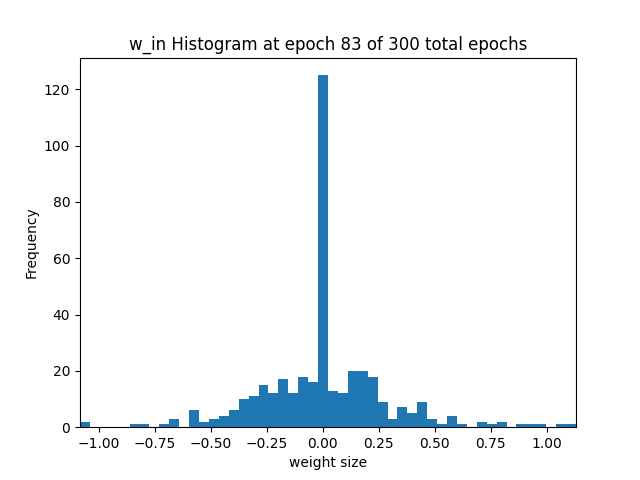 w_in Histogram at epoch 83 of 300 total epochs
Frequency
120
100
80
60
40
20
0
−1.00 −0.75 −0.50 −0.25 0.00 0.25 0.50 0.75 1.00
weight size